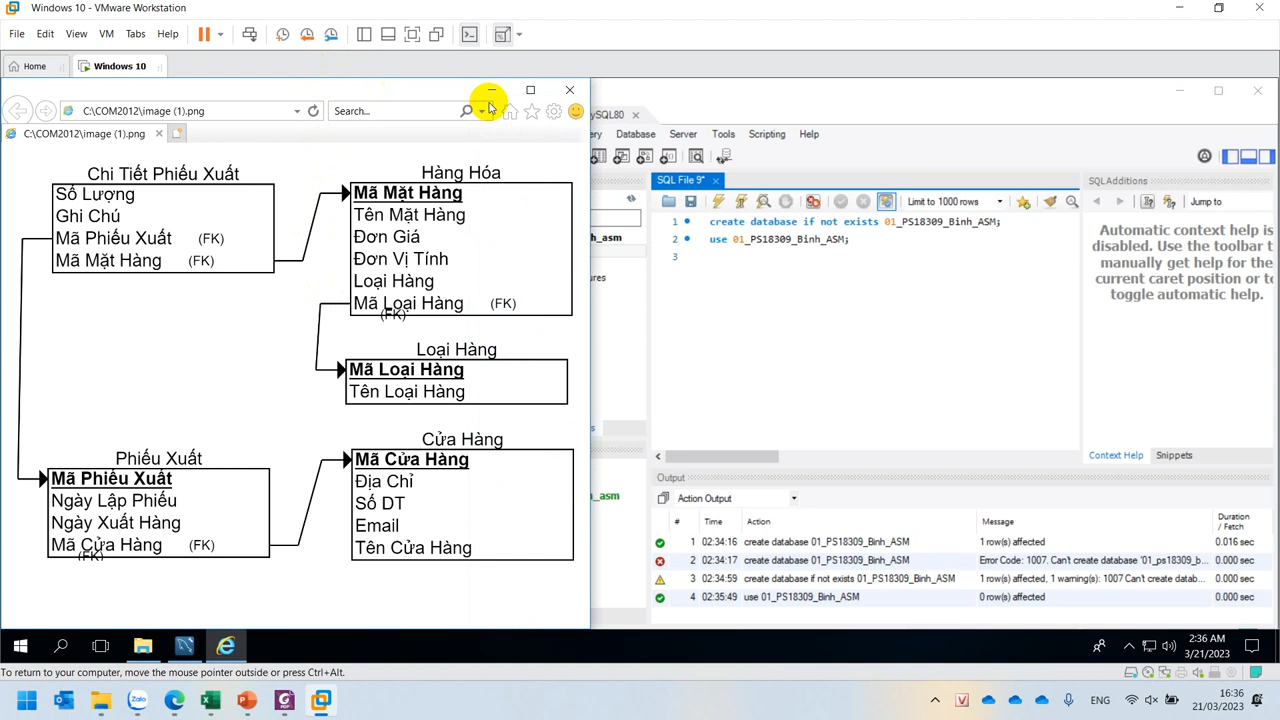 Windows 10 - VMware Workstation
File Edit View VM Tabs Help
Home
Windows 10
C:\COM2012\image (1).png
Search...
C:\COM2012\image (1).png
Chi Tiết Phiếu Xuất
Số Lượng
Ghi Chú
Mã Phiếu Xuất (FK)
Mã Mặt Hàng (FK)
Hàng Hóa
Mã Mặt Hàng
Tên Mặt Hàng
Đơn Giá
Đơn Vị Tính
Loại Hàng
Mã Loại Hàng (FK)
(FK)
Loại Hàng
Mã Loại Hàng
Tên Loại Hàng
Phiếu Xuất
Mã Phiếu Xuất
Ngày Lập Phiếu
Ngày Xuất Hàng
Mã Cửa Hàng (FK)
(FK)
Cửa Hàng
Mã Cửa Hàng
Địa Chỉ
Số DT
Email
Tên Cửa Hàng
ySQL80
Database Server Tools Scripting Help
SQL File 9*
Limit to 1000 rows
h_asm
ures
s
h_asm
1 create database if not exists 01_PS18309_Binh_ASM;
2 use 01_PS18309_Binh_ASM;
3
SQLAdditions
Jump to
Automatic context help is
disabled. Use the toolbar t
manually get help for the
current caret position or to
toggle automatic help.
Context Help Snippets
Output
Action Output
# Time Action Message Duration / Fetch
1 02:34:16 create database 01_PS18309_Binh_ASM 1 row(s) affected 0.016 sec
2 02:34:17 create database 01_PS18309_Binh_ASM Error Code: 1007. Can't create database '01_ps18309_b... 0.000 sec
3 02:34:59 create database if not exists 01_PS18309_Binh_ASM 1 row(s) affected, 1 warning(s): 1007 Can't create datab... 0.000 sec
4 02:35:49 use 01_PS18309_Binh_ASM 0 row(s) affected 0.000 sec
2:36 AM
3/21/2023
To return to your computer, move the mouse pointer outside or press Ctrl+Alt.
Zalo
ENG
16:36
21/03/2023